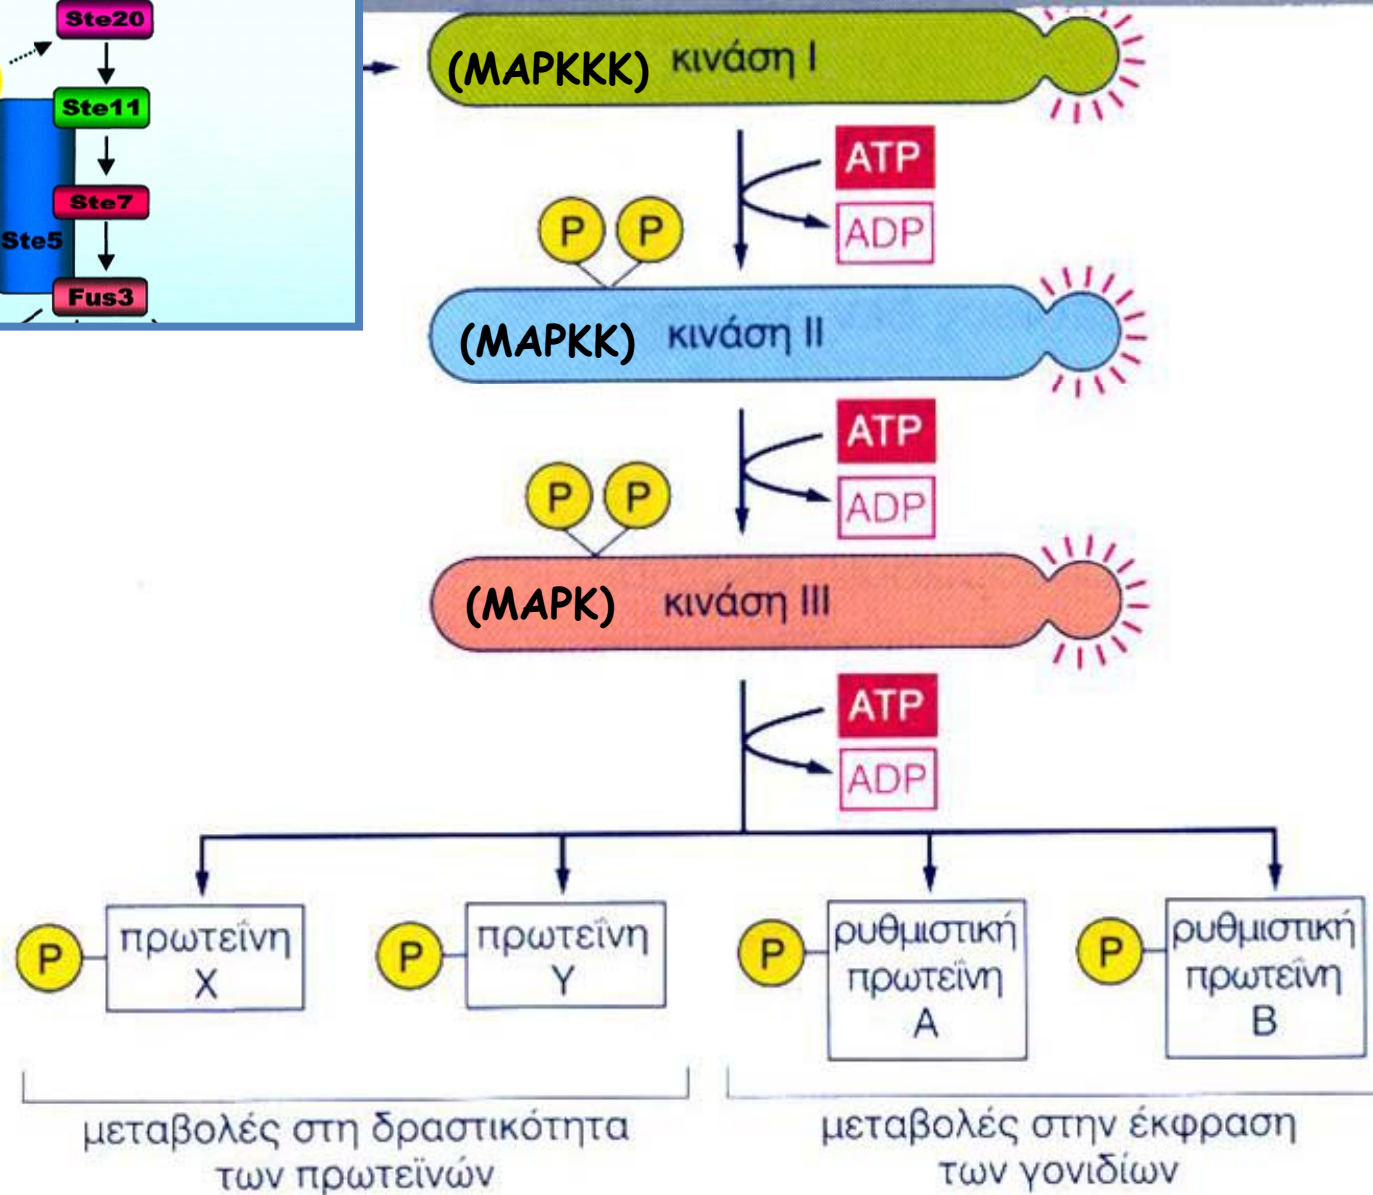 Ste20
Ste11
Ste7
Ste5
Fus3
(MAPKKK) κινάση I
ATP
ADP
P P
(MAPKK) κινάση II
ATP
ADP
P P
(MAPK) κινάση III
ATP
ADP
P
πρωτεΐνη
X
P
πρωτεΐνη
Y
P
ρυθμιστική
πρωτεΐνη
A
P
ρυθμιστική
πρωτεΐνη
B
μεταβολές στη δραστικότητα
των πρωτεϊνών
μεταβολές στην έκφραση
των γονιδίων